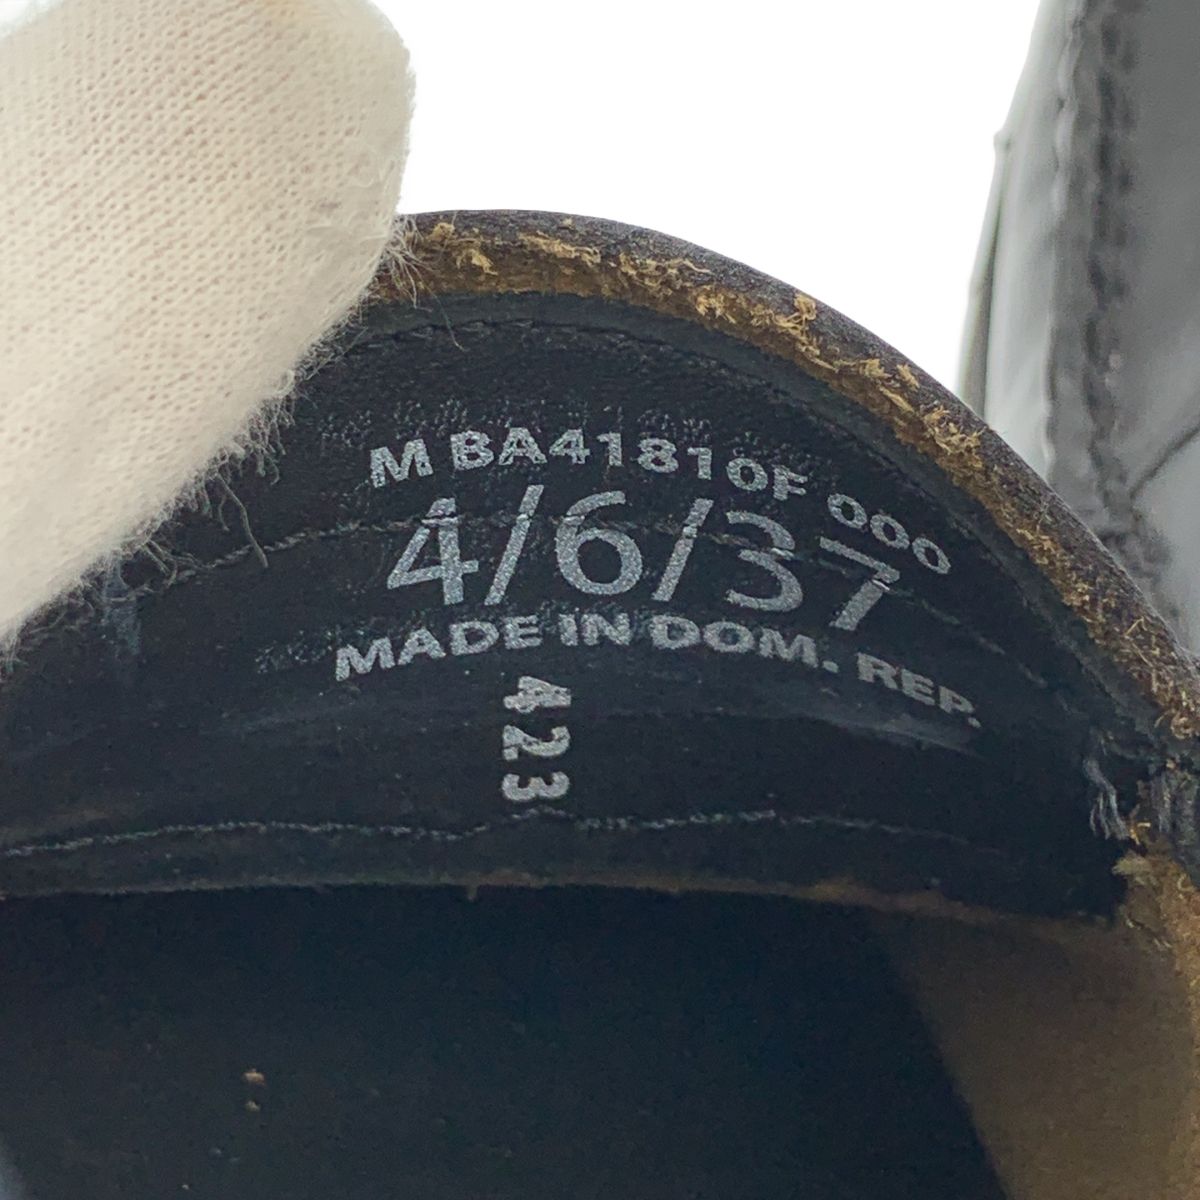 M BA41810F 000
4/6/37
MADE IN DOM. REP.
423